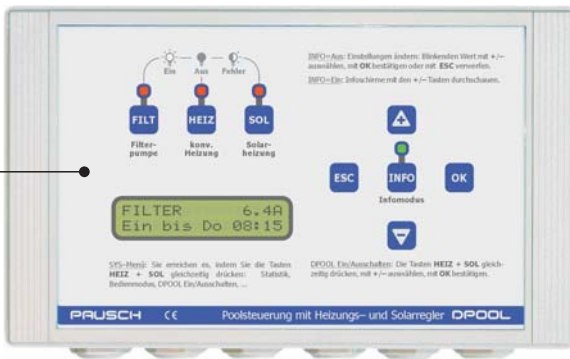 Ein Aus Fehler
FILT HEIZ SOL
Filter-
pumpe
konv.
Heizung
Solar-
heizung
FILTER 6.4A
Ein bis Do 08:15
SYS-Menü: Sie erreichen es, indem Sie die Tasten
HEIZ + SOL gleichzeitig drücken: Statistik,
Bedienmodus, DPOOL Ein/Ausschalten, ...
INFO=Aus: Einstellungen ändern: Blinkenden Wert mit +/–
auswählen, mit OK bestätigen oder mit ESC verwerfen.
INFO=Ein: Infoschirme mit den +/– Tasten durchschauen.
+
ESC INFO OK
Infomodus
–
DPOOL Ein/Ausschalten: Die Tasten HEIZ + SOL gleich-
zeitig drücken, mit +/– auswählen, mit OK bestätigen.
PAUSCH CE Poolsteuerung mit Heizungs– und Solarregler DPOOL